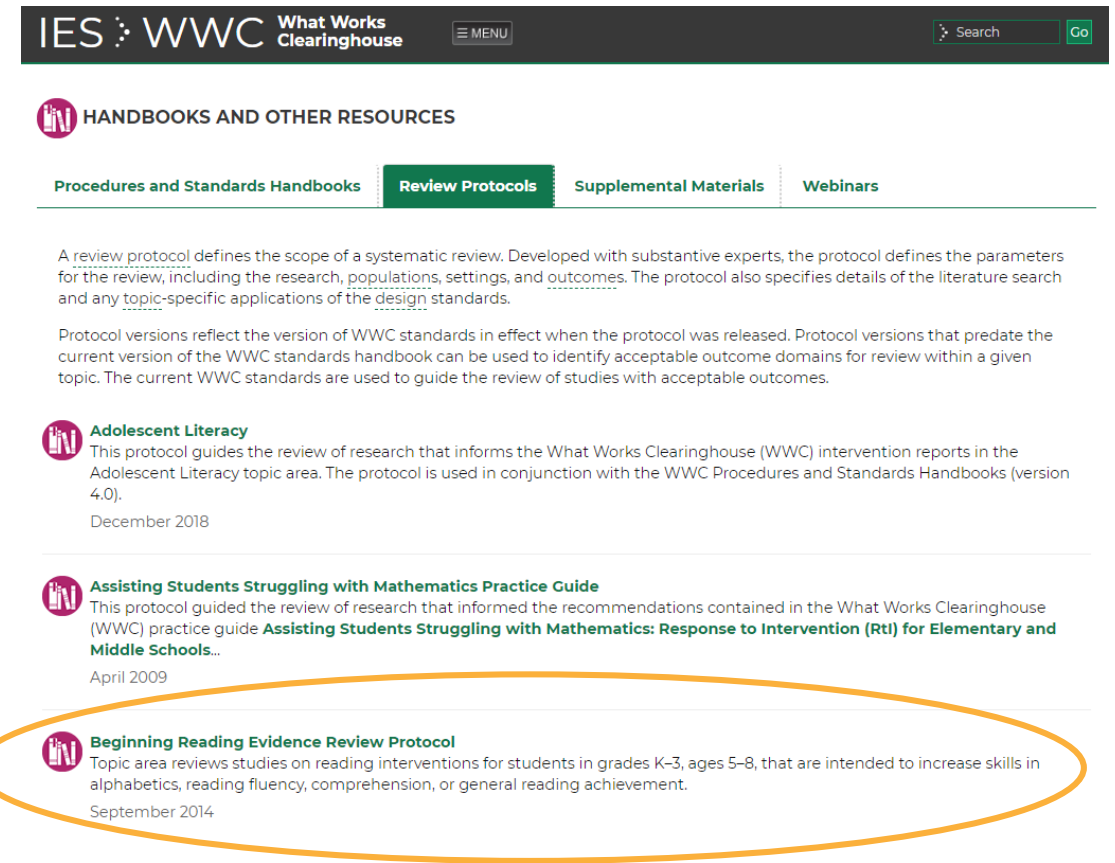 IES WWC What Works Clearinghouse
☰ MENU
Search
Go
HANDBOOKS AND OTHER RESOURCES
Procedures and Standards Handbooks
Review Protocols
Supplemental Materials
Webinars
A review protocol defines the scope of a systematic review. Developed with substantive experts, the protocol defines the parameters
for the review, including the research, populations, settings, and outcomes. The protocol also specifies details of the literature search
and any topic-specific applications of the design standards.
Protocol versions reflect the version of WWC standards in effect when the protocol was released. Protocol versions that predate the
current version of the WWC standards handbook can be used to identify acceptable outcome domains for review within a given
topic. The current WWC standards are used to guide the review of studies with acceptable outcomes.
Adolescent Literacy
This protocol guides the review of research that informs the What Works Clearinghouse (WWC) intervention reports in the
Adolescent Literacy topic area. The protocol is used in conjunction with the WWC Procedures and Standards Handbooks (version
4.0).
December 2018
Assisting Students Struggling with Mathematics Practice Guide
This protocol guided the review of research that informed the recommendations contained in the What Works Clearinghouse
(WWC) practice guide Assisting Students Struggling with Mathematics: Response to Intervention (RtI) for Elementary and
Middle Schools...
April 2009
Beginning Reading Evidence Review Protocol
Topic area reviews studies on reading interventions for students in grades K–3, ages 5–8, that are intended to increase skills in
alphabetics, reading fluency, comprehension, or general reading achievement.
September 2014